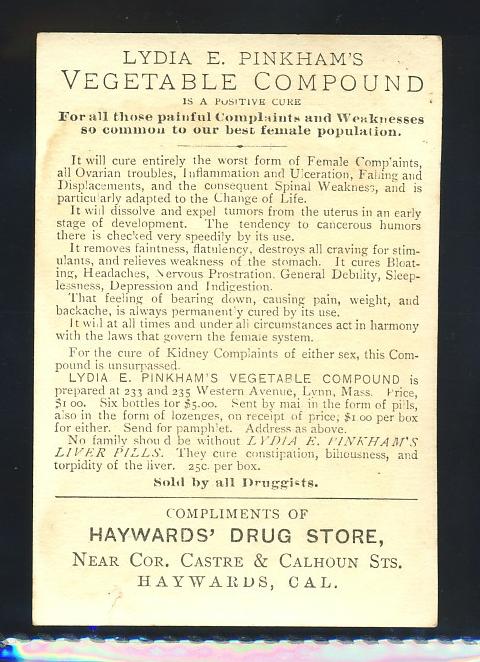 LYDIA E. PINKHAM'S
VEGETABLE COMPOUND
IS A POSITIVE CURE
For all those painful Complaints and Weaknesses
so common to our best female population.
It will cure entirely the worst form of Female Complaints,
all Ovarian troubles, Inflammation and Ulceration, Falling and
Displacements, and the consequent Spinal Weakness, and is
particularly adapted to the Change of Life.
It will dissolve and expel tumors from the uterus in an early
stage of development. The tendency to cancerous humors
there is checked very speedily by its use.
It removes faintness, flatulency, destroys all craving for stim-
ulants, and relieves weakness of the stomach. It cures Bloat-
ing, Headaches, Nervous Prostration, General Debility, Sleep-
lessness, Depression and Indigestion.
That feeling of bearing down, causing pain, weight, and
backache, is always permanently cured by its use.
It will at all times and under all circumstances act in harmony
with the laws that govern the female system.
For the cure of Kidney Complaints of either sex, this Com-
pound is unsurpassed.
LYDIA E. PINKHAM'S VEGETABLE COMPOUND is
prepared at 233 and 235 Western Avenue, Lynn, Mass. Price,
$1 00. Six bottles for $5.00. Sent by mail in the form of pills,
also in the form of lozenges, on receipt of price, $1 00 per box
for either. Send for pamphlet. Address as above.
No family should be without LYDIA E. PINKHAM'S
LIVER PILLS. They cure constipation, biliousness, and
torpidity of the liver. 25c. per box.
Sold by all Druggists.
COMPLIMENTS OF
HAYWARDS' DRUG STORE,
NEAR COR. CASTRE & CALHOUN STS.
HAYWARDS, CAL.